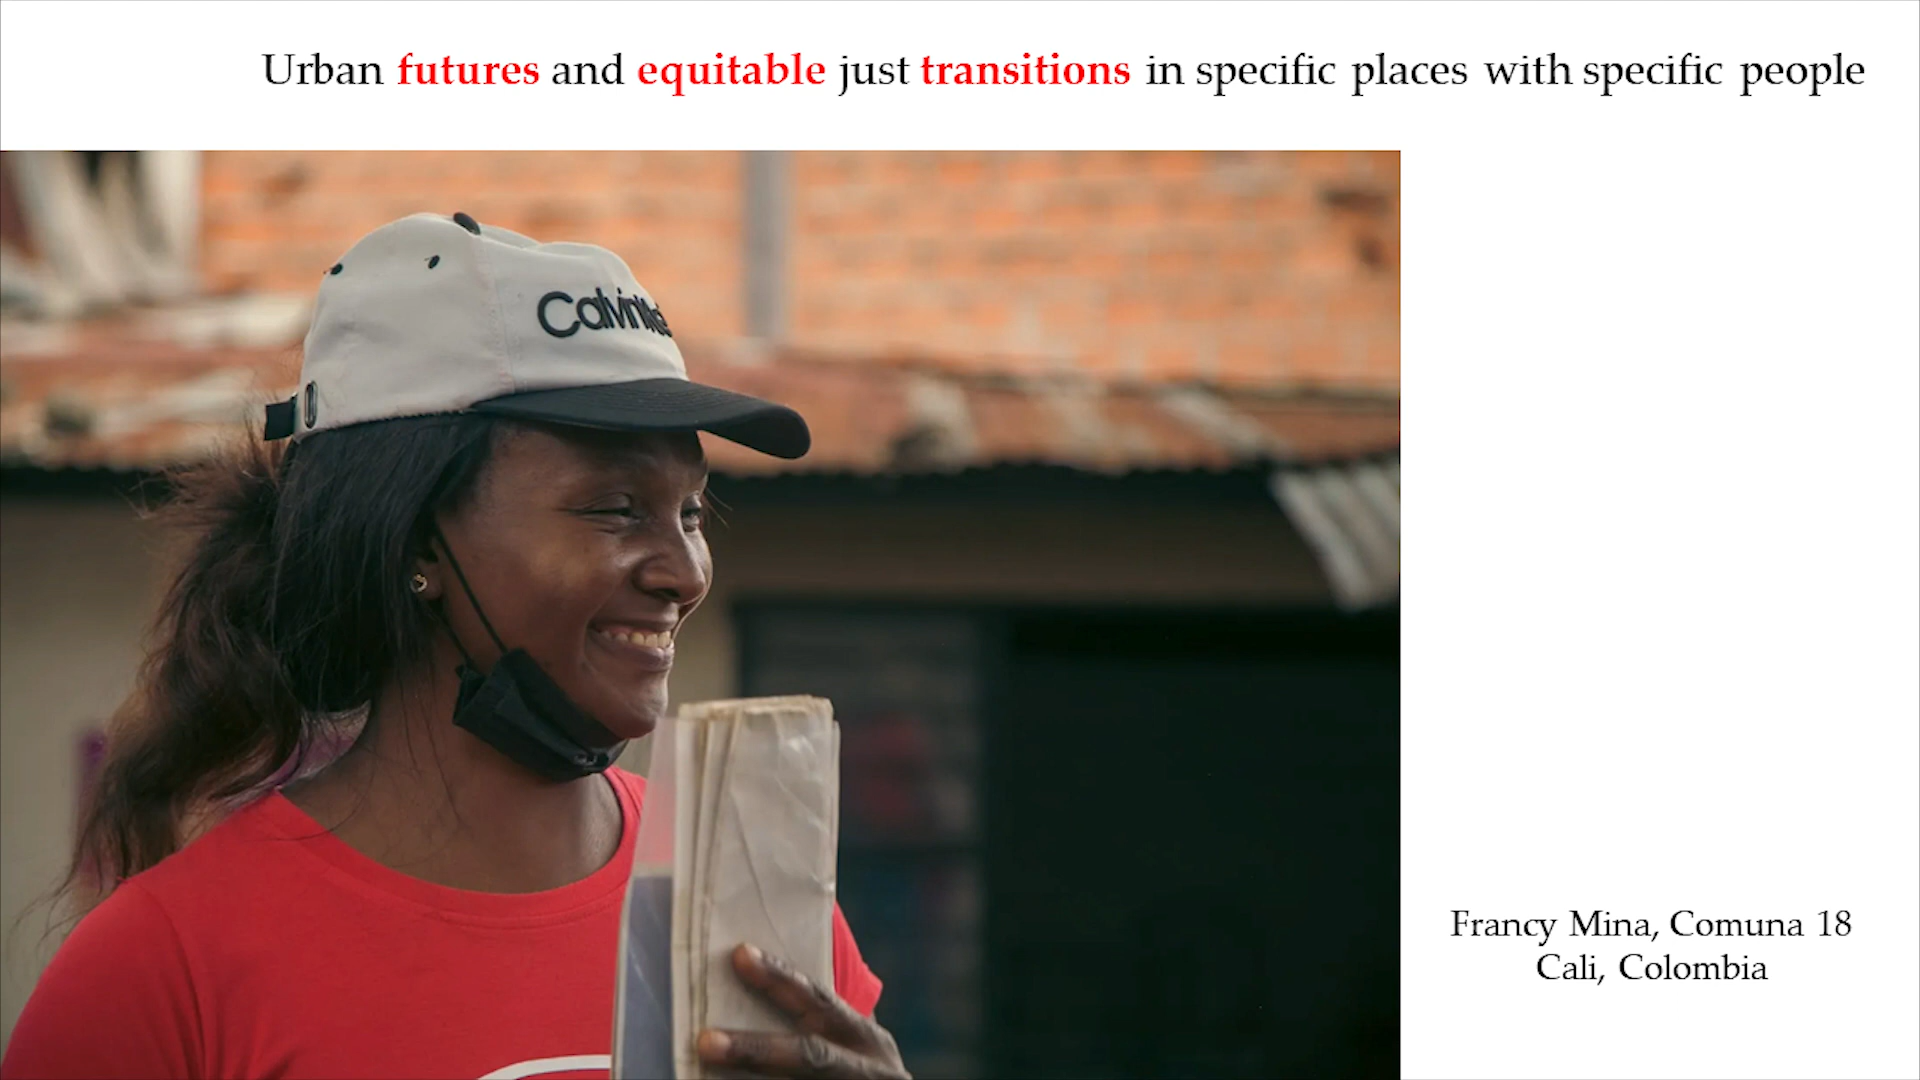 Urban futures and equitable just transitions in specific places with specific people
Francy Mina, Comuna 18
Cali, Colombia